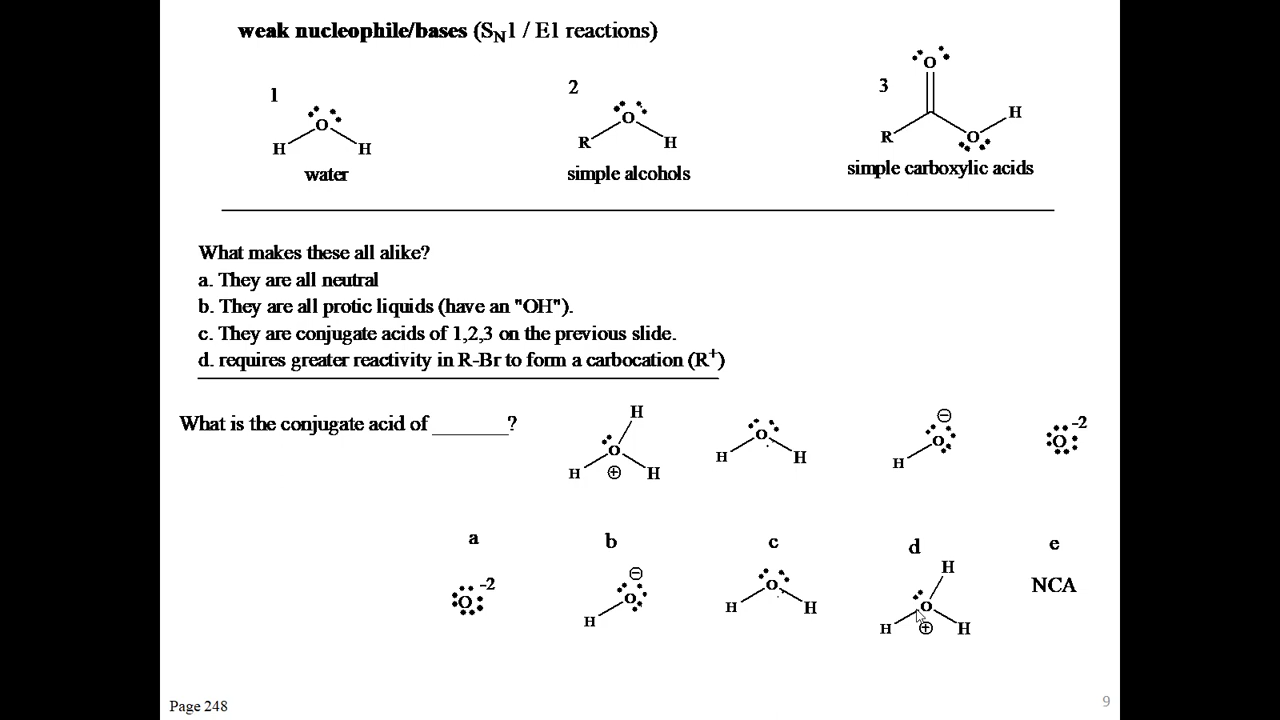 weak nucleophile/bases (SN1 / E1 reactions)
1
2
3
O
H
H
water
O
R
H
simple alcohols
O
H
R
O
simple carboxylic acids
What makes these all alike?
a. They are all neutral
b. They are all protic liquids (have an "OH").
c. They are conjugate acids of 1,2,3 on the previous slide.
d. requires greater reactivity in R-Br to form a carbocation (R+)
What is the conjugate acid of ________?
H
O
H
⊕
H
O
H
H
⊖
O
H
O -2
a
b
c
d
e
O -2
⊖
O
H
O
H
H
H
O
H
⊕
H
NCA
Page 248
9